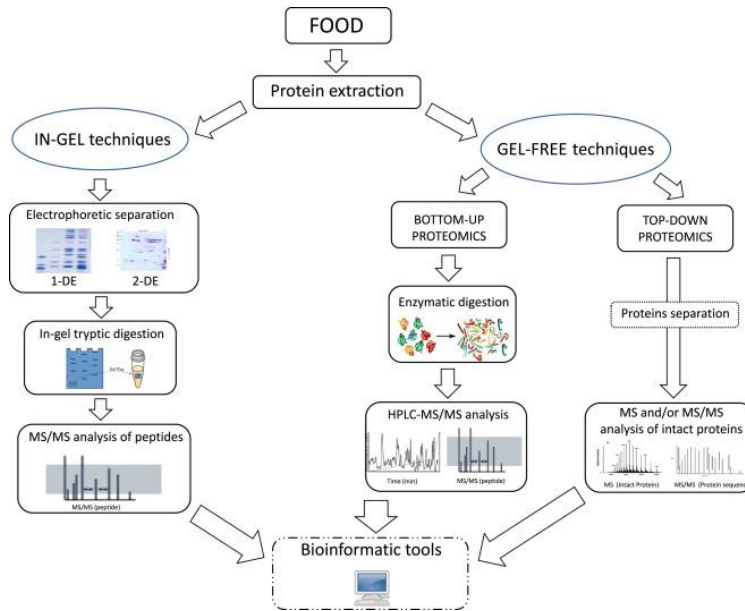 FOOD
Protein extraction
IN-GEL techniques
GEL-FREE techniques
Electrophoretic separation
1-DE 2-DE
BOTTOM-UP
PROTEOMICS
TOP-DOWN
PROTEOMICS
In-gel tryptic digestion
Enzymatic digestion
Proteins separation
MS/MS analysis of peptides
MS/MS (peptide)
HPLC-MS/MS analysis
Time (min) MS/MS (peptide)
MS and/or MS/MS
analysis of intact proteins
MS (Intact Protein) MS/MS (Protein sequenc
Bioinformatic tools